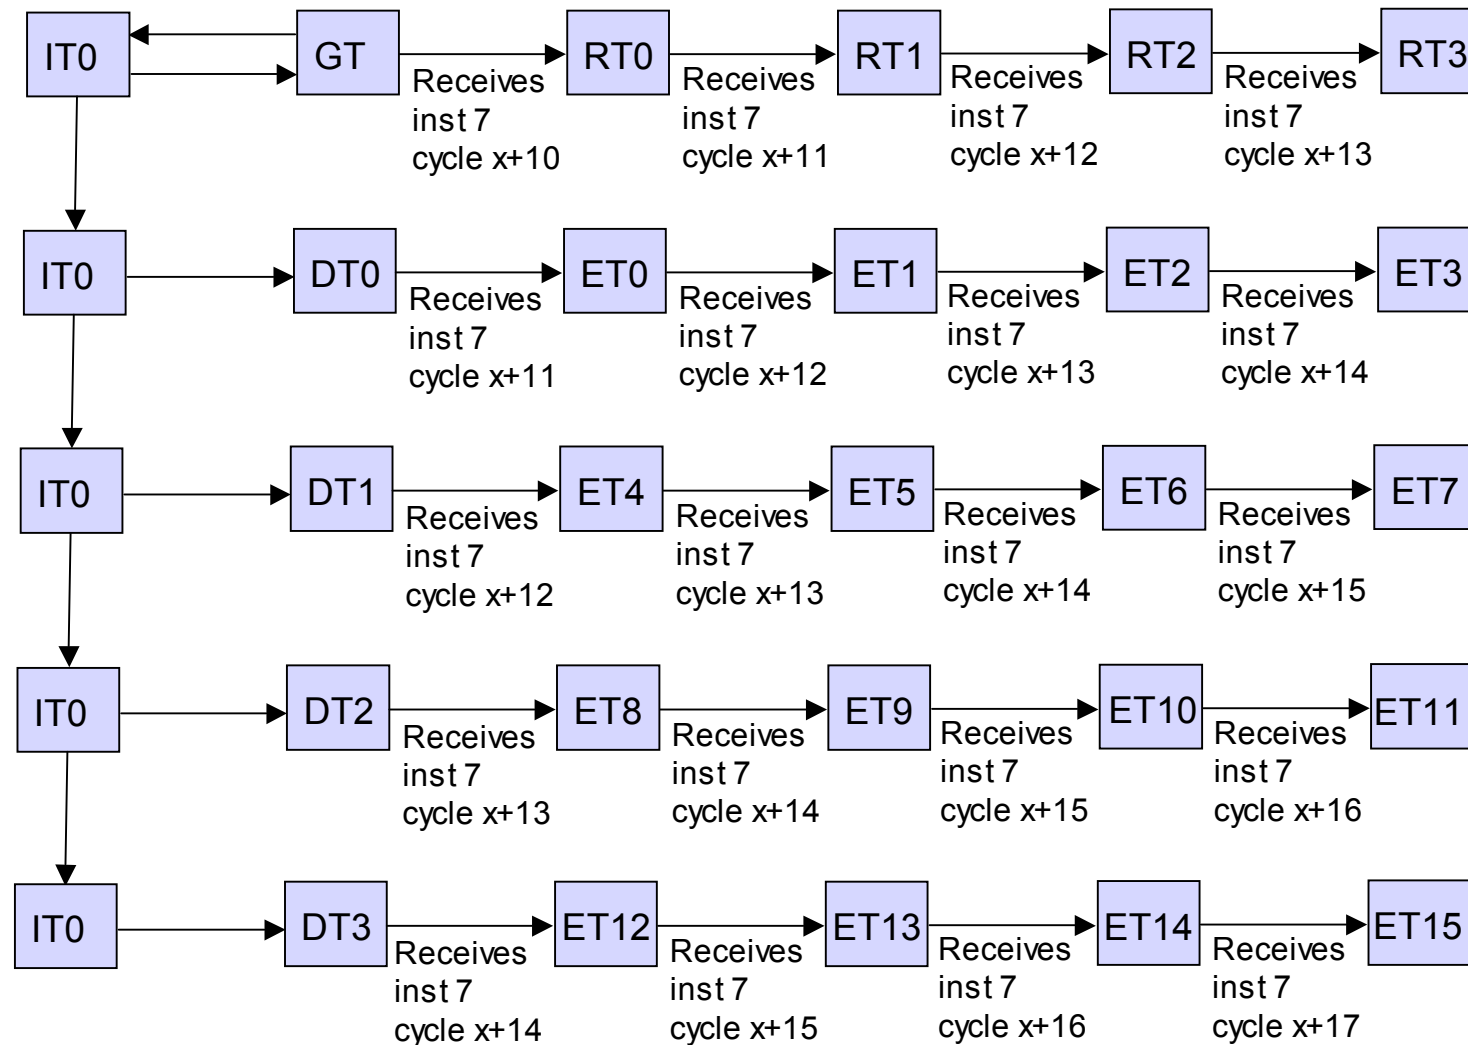 IT0
GT
RT0
RT1
RT2
RT3
Receives
inst 7
cycle x+10
Receives
inst 7
cycle x+11
Receives
inst 7
cycle x+12
Receives
inst 7
cycle x+13
IT0
DT0
ET0
ET1
ET2
ET3
Receives
inst 7
cycle x+11
Receives
inst 7
cycle x+12
Receives
inst 7
cycle x+13
Receives
inst 7
cycle x+14
IT0
DT1
ET4
ET5
ET6
ET7
Receives
inst 7
cycle x+12
Receives
inst 7
cycle x+13
Receives
inst 7
cycle x+14
Receives
inst 7
cycle x+15
IT0
DT2
ET8
ET9
ET10
ET11
Receives
inst 7
cycle x+13
Receives
inst 7
cycle x+14
Receives
inst 7
cycle x+15
Receives
inst 7
cycle x+16
IT0
DT3
ET12
ET13
ET14
ET15
Receives
inst 7
cycle x+14
Receives
inst 7
cycle x+15
Receives
inst 7
cycle x+16
Receives
inst 7
cycle x+17